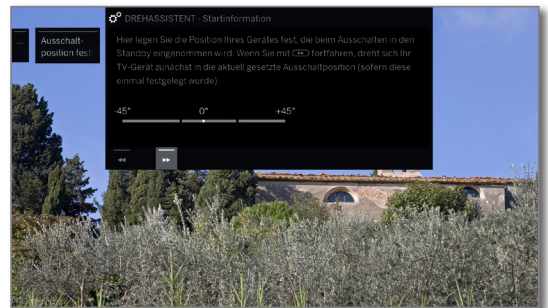 DREHASSISTENT - Startinformation
...
Ausschalt-
position festl.
Hier legen Sie die Position Ihres Gerätes fest, die beim Ausschalten in den
Standby eingenommen wird. Wenn Sie mit fortfahren, dreht sich Ihr
TV-Gerät zunächst in die aktuell gesetzte Ausschaltposition (sofern diese
einmal festgelegt wurde).
-45° 0° +45°